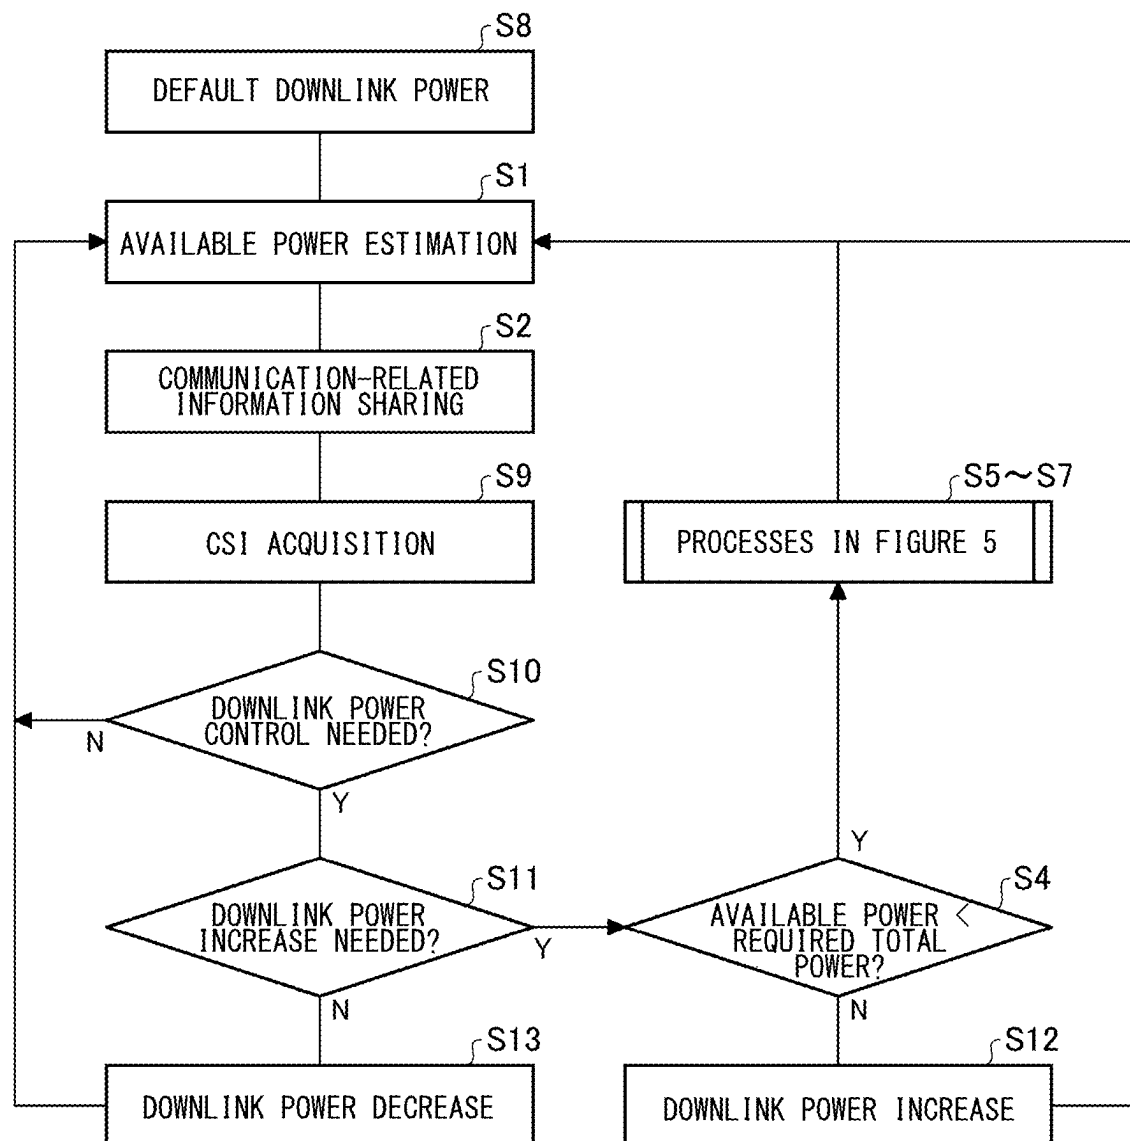 S8
DEFAULT DOWNLINK POWER
S1
AVAILABLE POWER ESTIMATION
S2
COMMUNICATION-RELATED
INFORMATION SHARING
S9
CSI ACQUISITION
S5～S7
PROCESSES IN FIGURE 5
S10
DOWNLINK POWER
CONTROL NEEDED?
N
Y
S11
DOWNLINK POWER
INCREASE NEEDED?
Y
N
S4
Y
AVAILABLE POWER <
REQUIRED TOTAL
POWER?
N
S13
DOWNLINK POWER DECREASE
S12
DOWNLINK POWER INCREASE